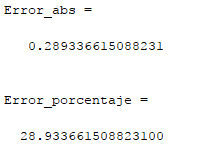 Error_abs =
0.289336615088231
Error_porcentaje =
28.933661508823100